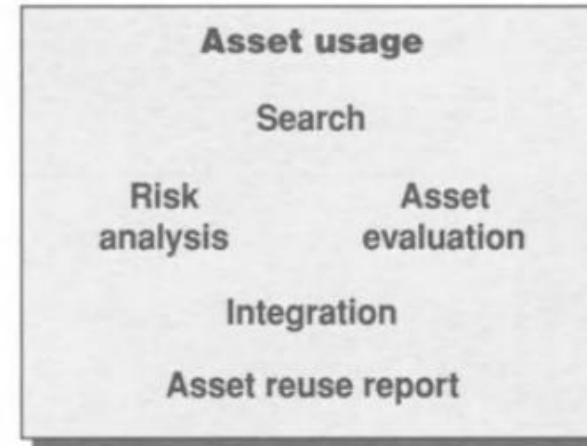 Asset usage
Search
Risk Asset
analysis evaluation
Integration
Asset reuse report